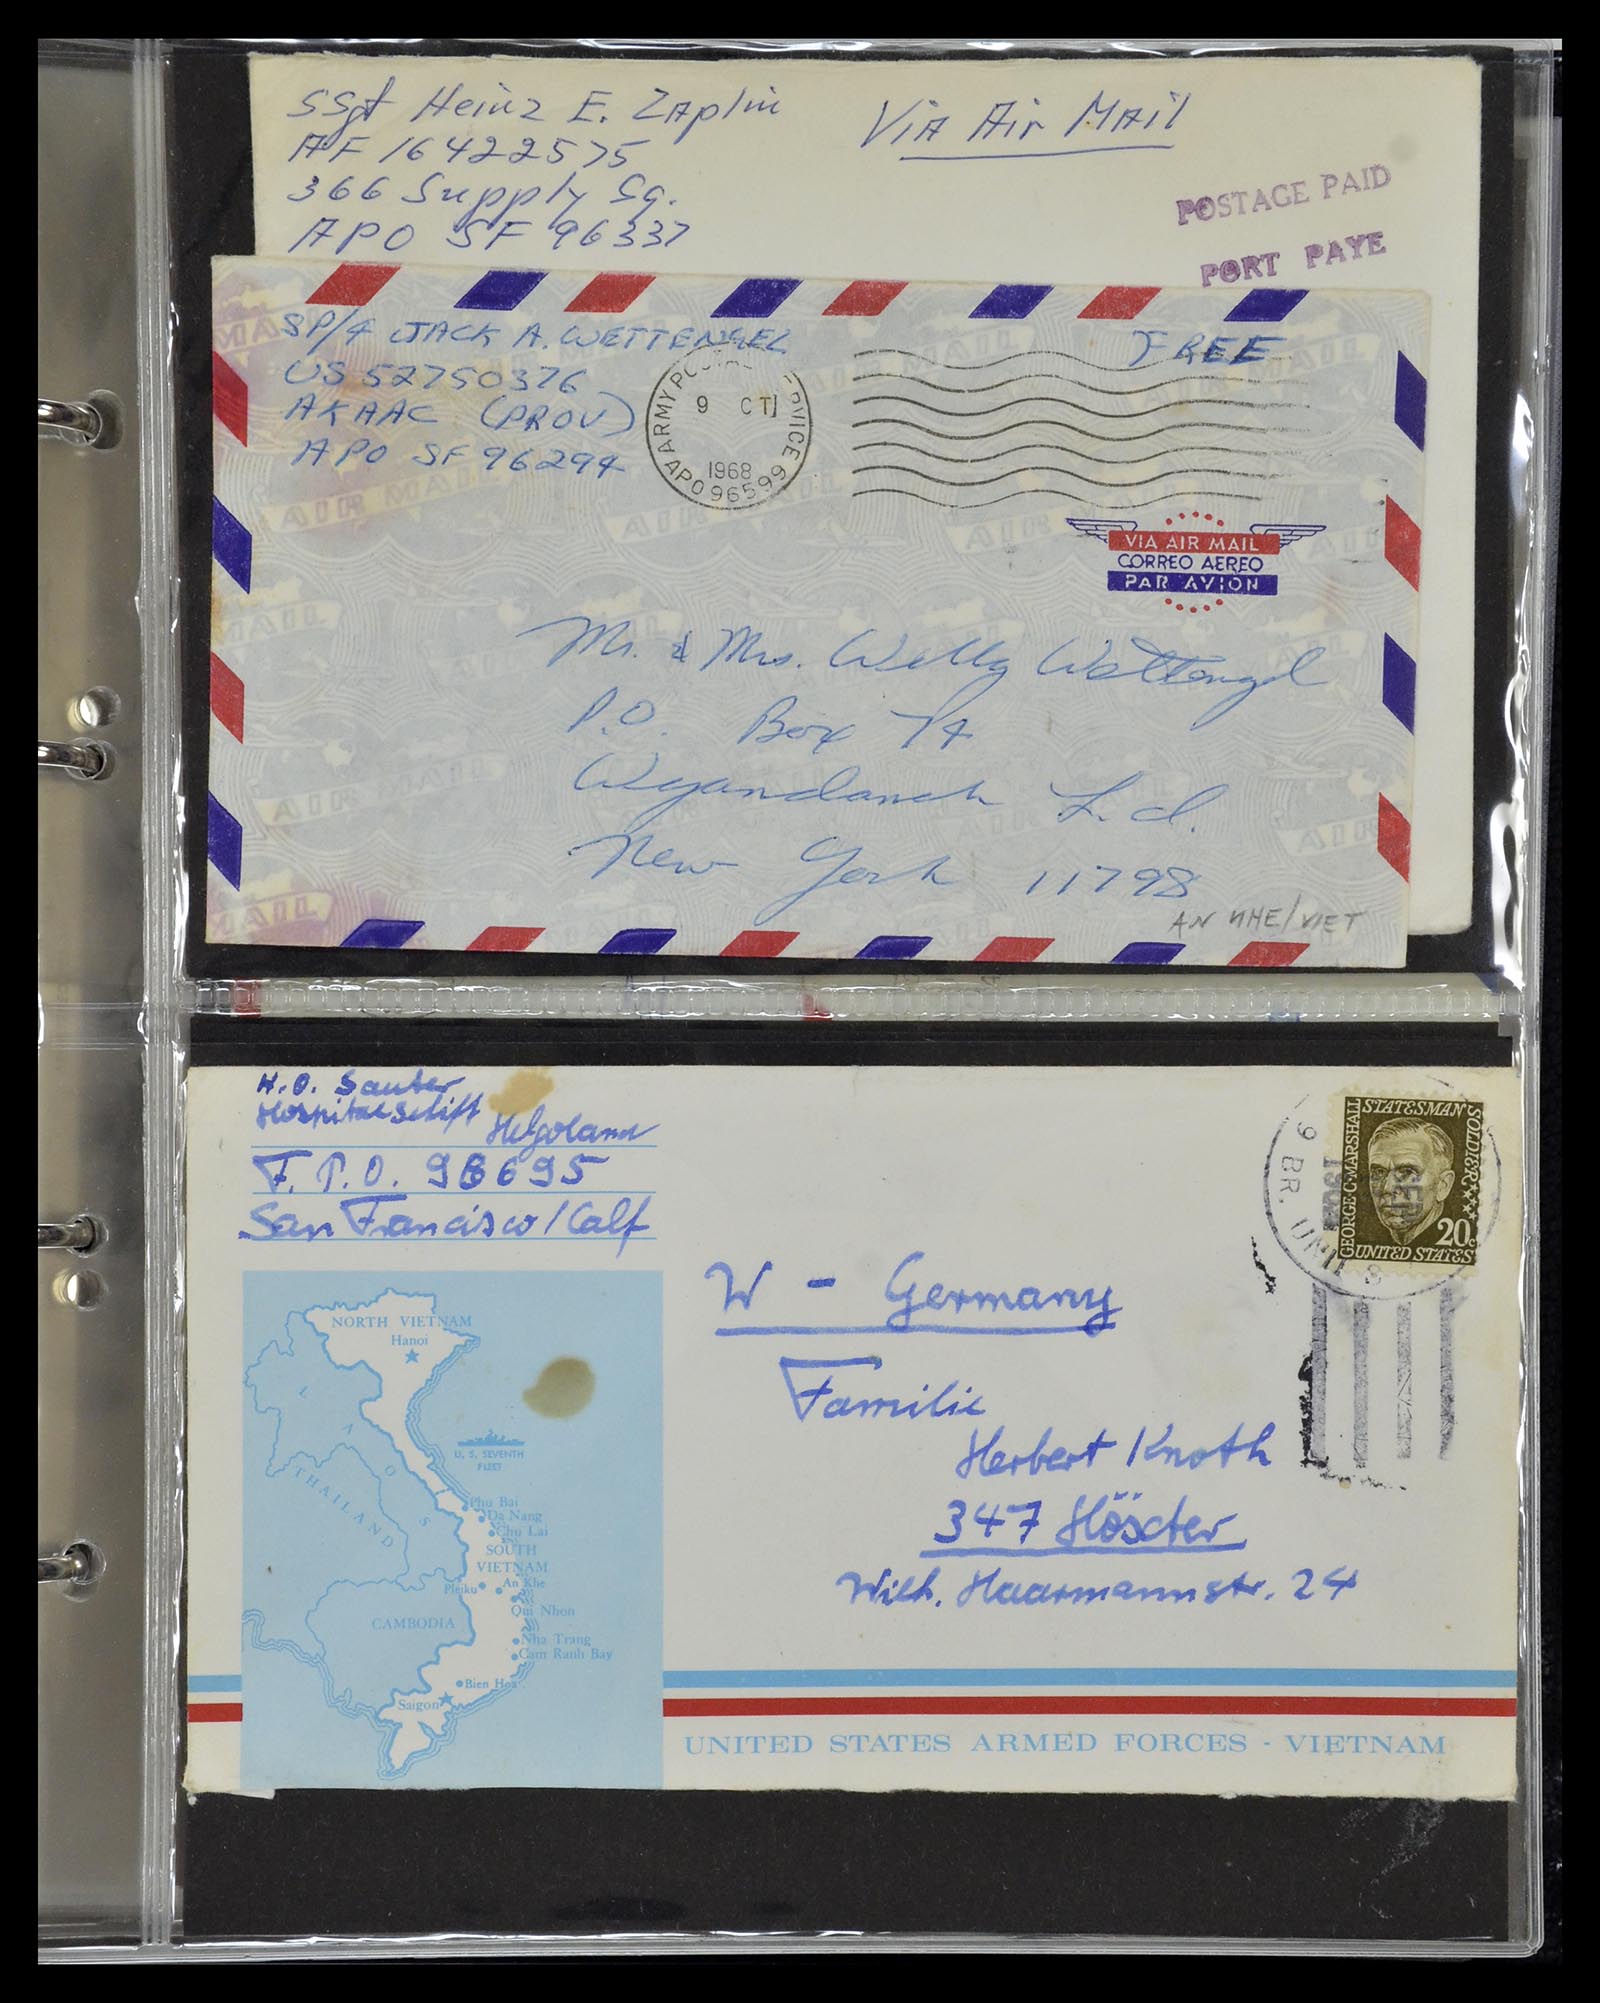 SSgt Heinz E. Zaplin
AF 16422575
366 Supply Sq.
APO SF 96337
Via Air Mail
POSTAGE PAID
PORT PAYE
SP/4 JACK A. WETTENGEL
US 52750376
AKAAC (PROV)
APO SF 96294
ARMY POSTAL SERVICE
9 OCT
1968
APO 96599
FREE
VIA AIR MAIL
CORREO AEREO
PAR AVION
Mr. & Mrs. Willy Wettengel
P.O. Box 74
Wyandanch L.I.
New York 11798
AN KHE/VIET
H.O. Sauter
Hospitalschiff Helgoland
F.P.O. 96695
San Francisco/Calf
STATESMAN SOLDIER
GEORGE C. MARSHALL
20c
UNITED STATES
SEP
BR. UNIT
W - Germany
Familie
Herbert Knoth
347 Höxter
Wilh. Haarmannstr. 24
NORTH VIETNAM
Hanoi
LAOS
U. S. SEVENTH
FLEET
THAILAND
Phu Bai
Da Nang
Chu Lai
SOUTH
VIETNAM
Pleiku
An Khe
Qui Nhon
CAMBODIA
Nha Trang
Cam Ranh Bay
Bien Hoa
Saigon
UNITED STATES ARMED FORCES - VIETNAM